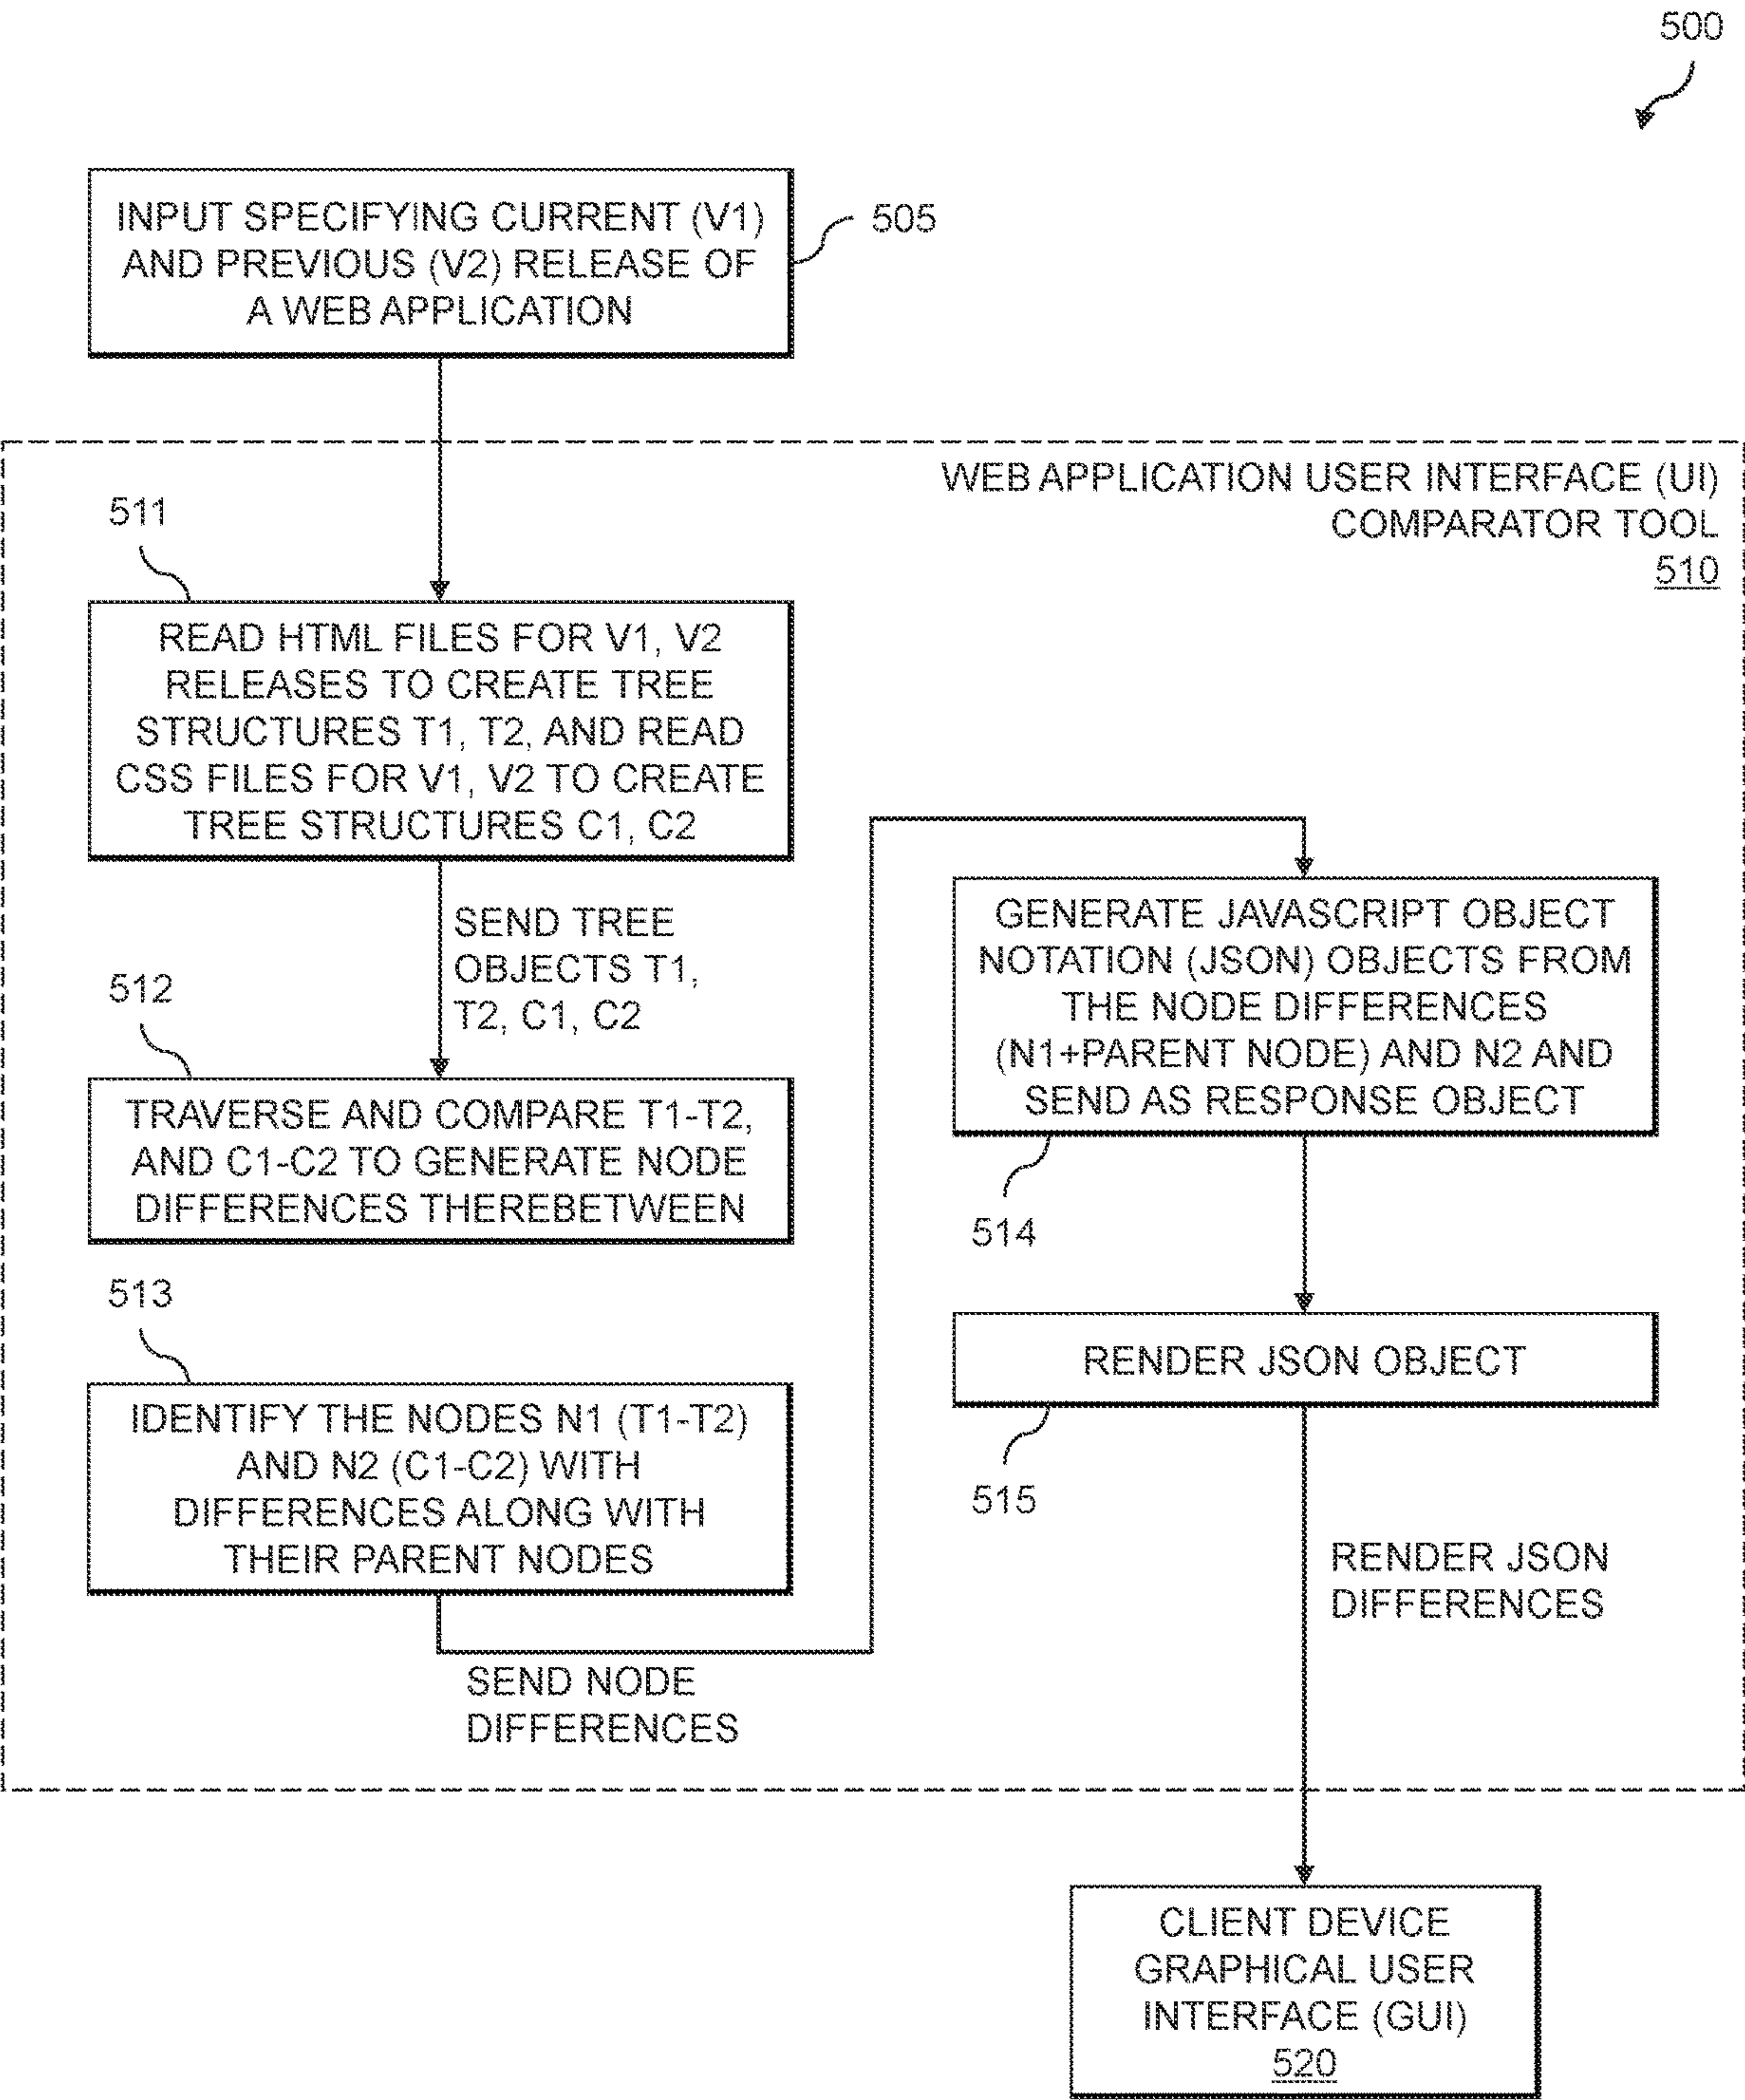 500
INPUT SPECIFYING CURRENT (V1)
AND PREVIOUS (V2) RELEASE OF
A WEB APPLICATION
505
WEB APPLICATION USER INTERFACE (UI)
COMPARATOR TOOL
510
511
READ HTML FILES FOR V1, V2
RELEASES TO CREATE TREE
STRUCTURES T1, T2, AND READ
CSS FILES FOR V1, V2 TO CREATE
TREE STRUCTURES C1, C2
SEND TREE
OBJECTS T1,
T2, C1, C2
512
TRAVERSE AND COMPARE T1-T2,
AND C1-C2 TO GENERATE NODE
DIFFERENCES THEREBETWEEN
513
IDENTIFY THE NODES N1 (T1-T2)
AND N2 (C1-C2) WITH
DIFFERENCES ALONG WITH
THEIR PARENT NODES
SEND NODE
DIFFERENCES
GENERATE JAVASCRIPT OBJECT
NOTATION (JSON) OBJECTS FROM
THE NODE DIFFERENCES
(N1+PARENT NODE) AND N2 AND
SEND AS RESPONSE OBJECT
514
RENDER JSON OBJECT
515
RENDER JSON
DIFFERENCES
CLIENT DEVICE
GRAPHICAL USER
INTERFACE (GUI)
520